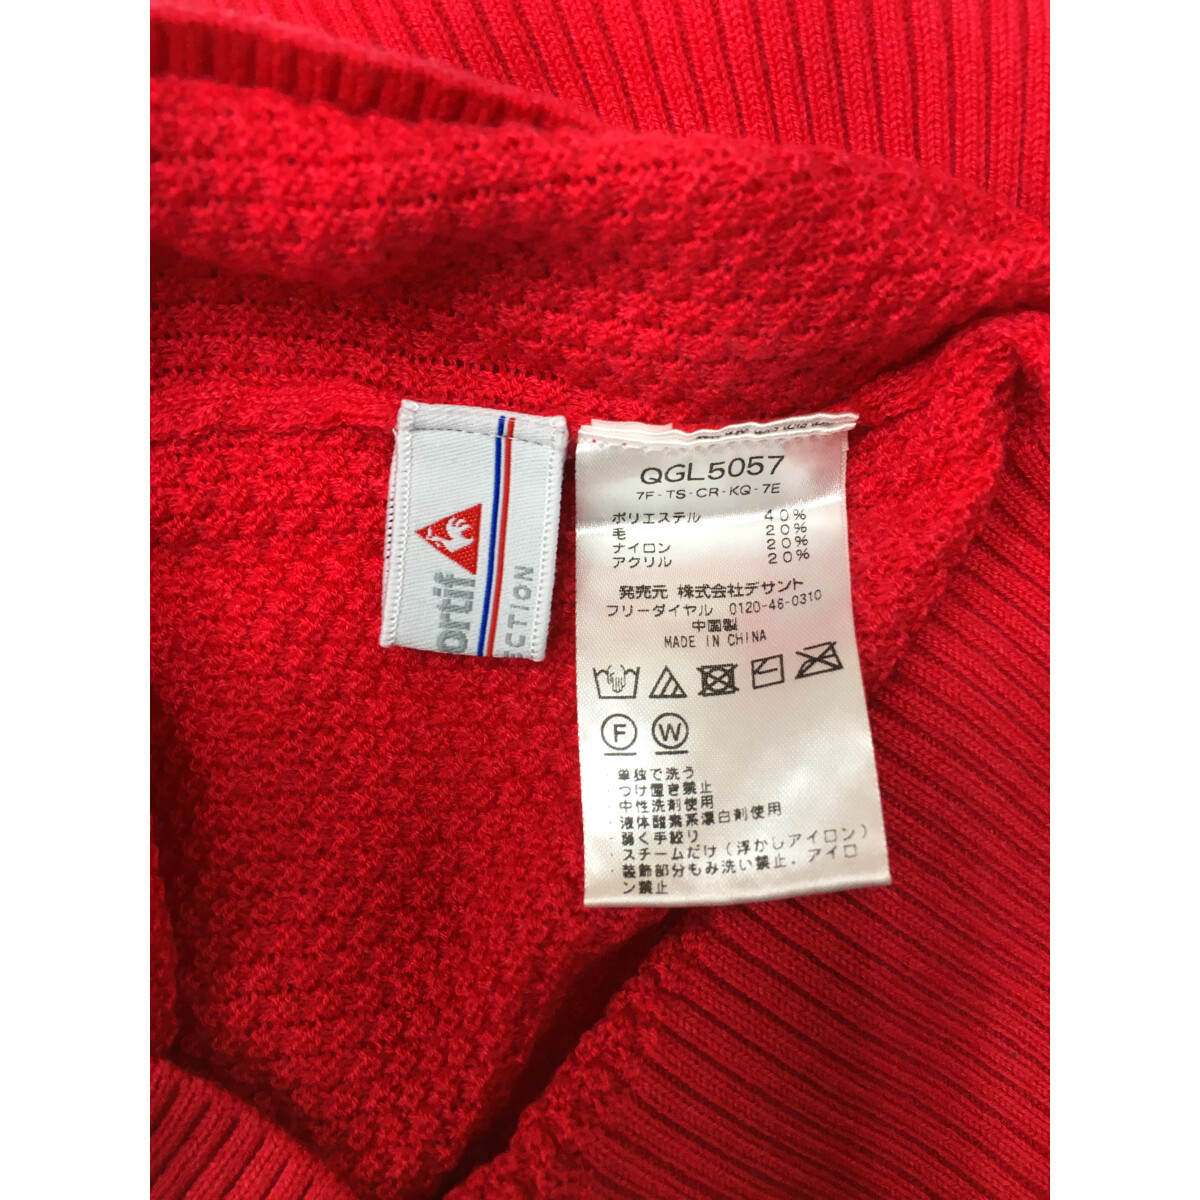 ortif
ECTION
QGL5057
7F-TS-CR-KQ-7E
ポリエステル 40%
毛 20%
ナイロン 20%
アクリル 20%
発売元 株式会社デサント
フリーダイヤル 0120-46-0310
中国製
MADE IN CHINA
F W
・単独で洗う
・つけ置き禁止
・中性洗剤使用
・液体酸素系漂白剤使用
・弱く手絞り
・スチームだけ(浮かしアイロン)
・装飾部分もみ洗い禁止．アイロ
ン禁止